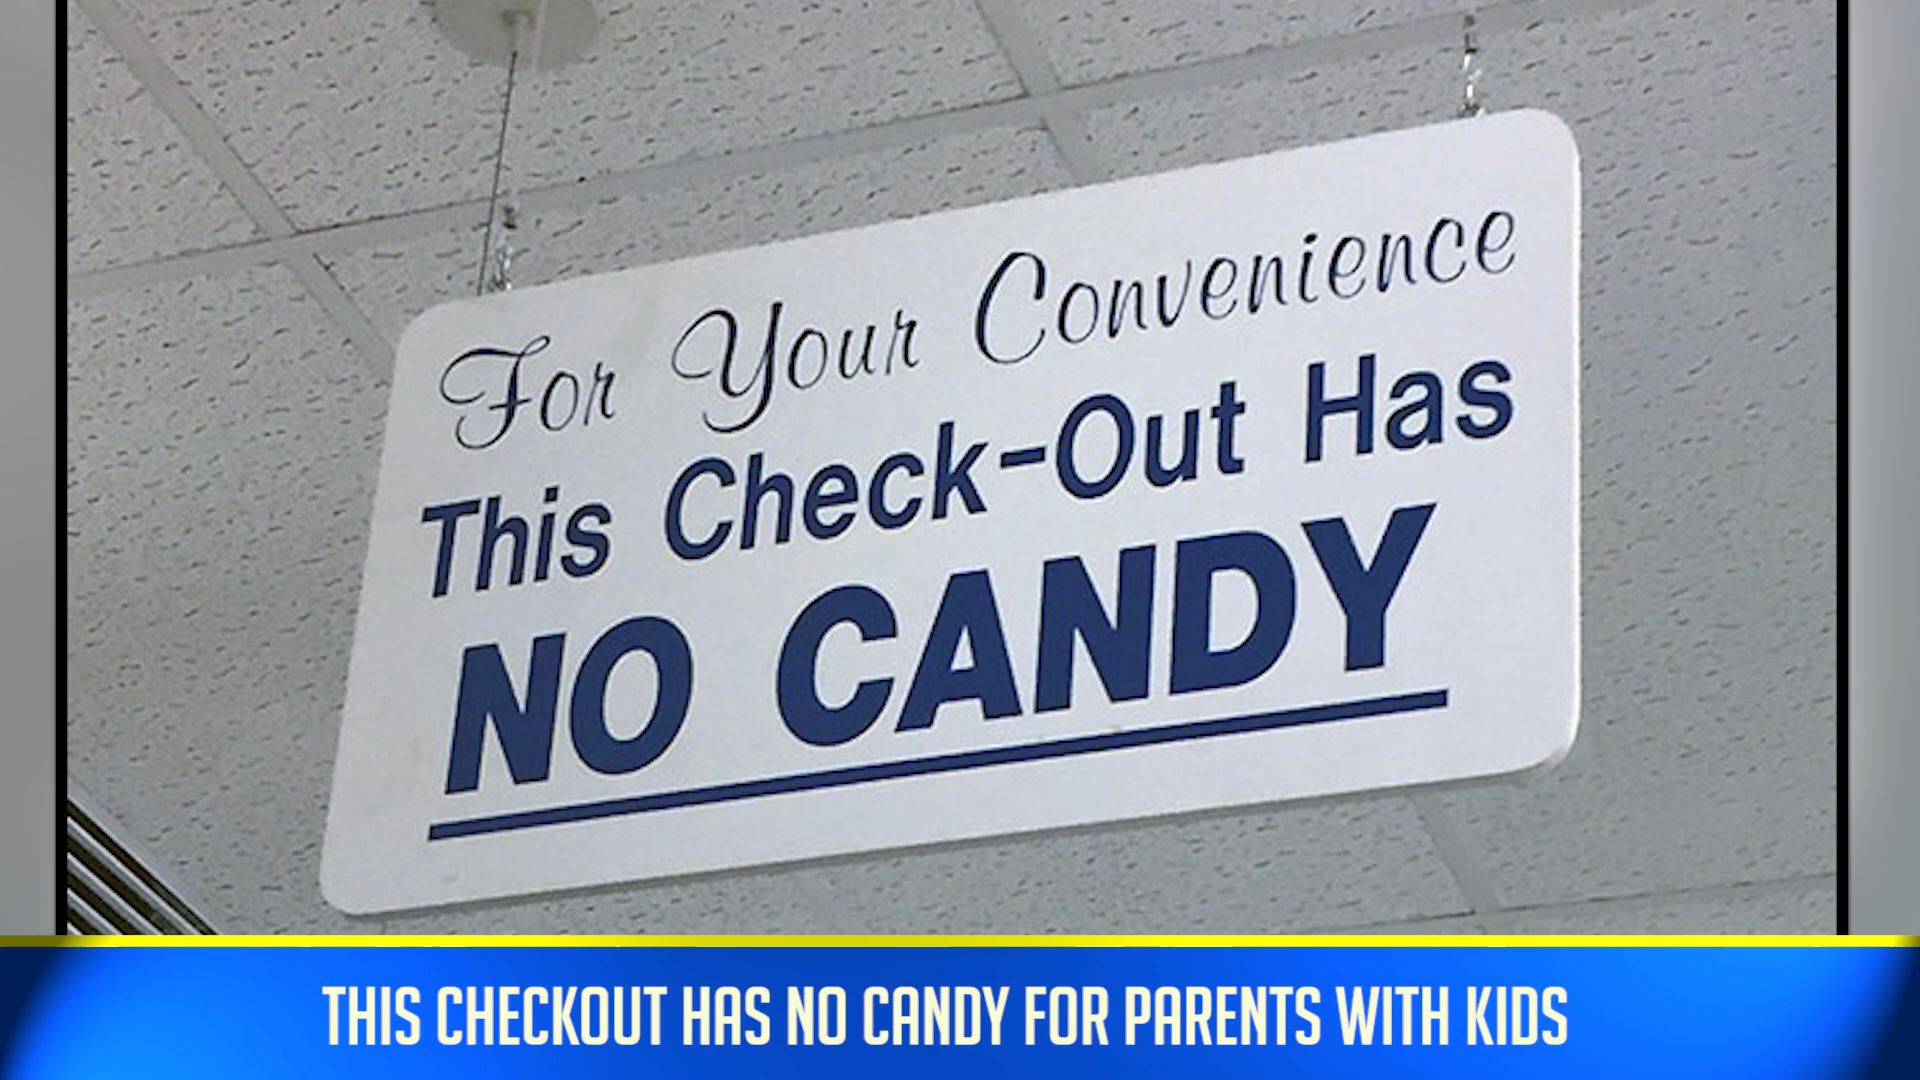 For Your Convenience
This Check-Out Has
NO CANDY
THIS CHECKOUT HAS NO CANDY FOR PARENTS WITH KIDS